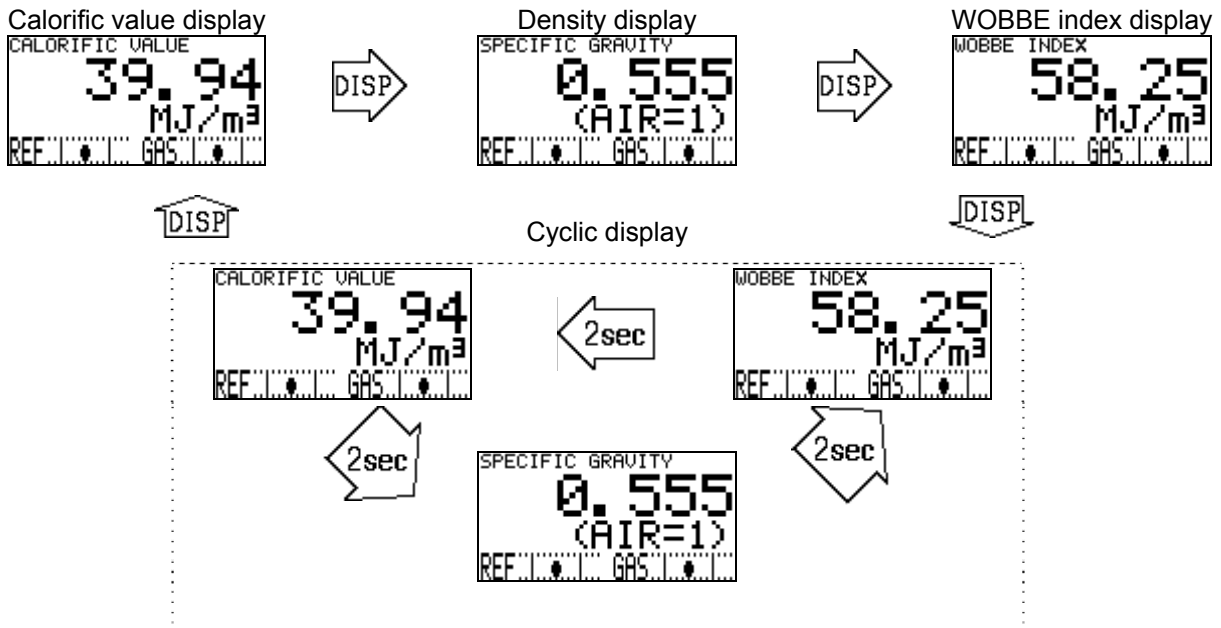 Calorific value display
Density display
WOBBE index display
CALORIFIC VALUE
39.94
MJ/m³
REF. GAS
DISP
SPECIFIC GRAVITY
0.555
(AIR=1)
REF. GAS
DISP
WOBBE INDEX
58.25
MJ/m³
REF. GAS
DISP
DISP
Cyclic display
CALORIFIC VALUE
39.94
MJ/m³
REF. GAS
2sec
WOBBE INDEX
58.25
MJ/m³
REF. GAS
2sec
SPECIFIC GRAVITY
0.555
(AIR=1)
REF. GAS
2sec